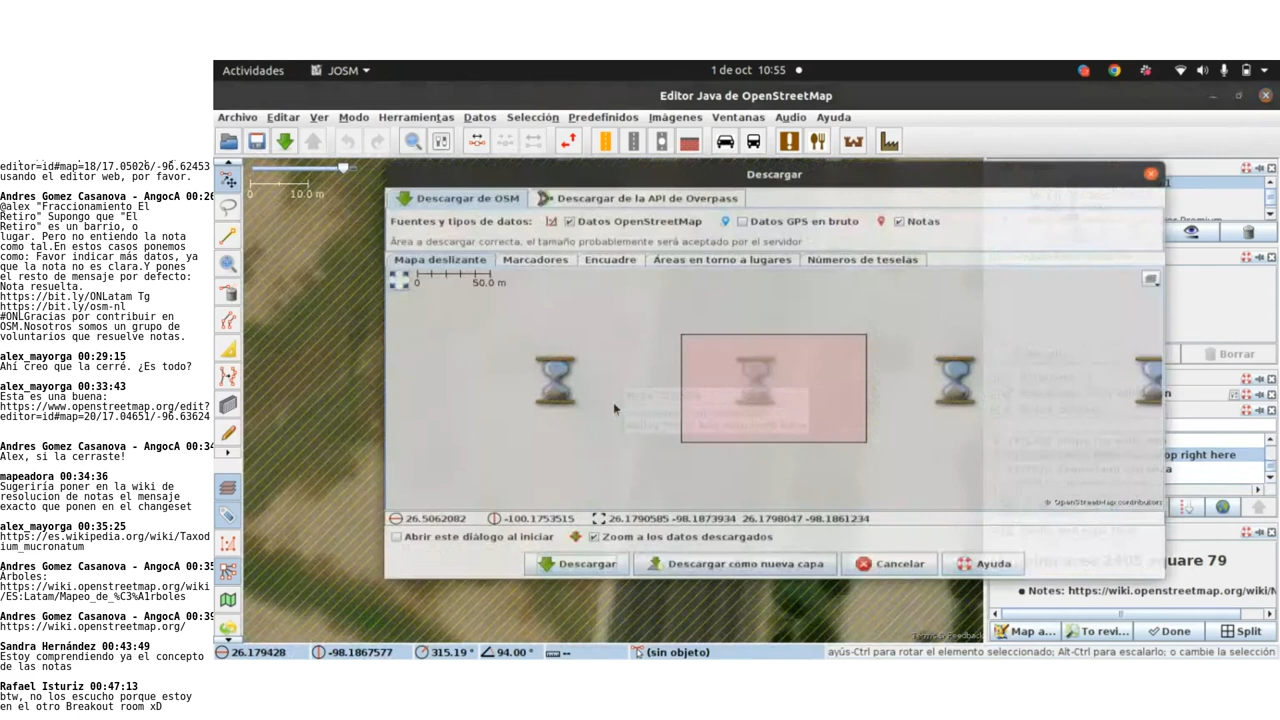 Actividades
JOSM
1 de oct 10:55
Editor Java de OpenStreetMap
Archivo Editar Ver Modo Herramientas Datos Selección Predefinidos Imágenes Ventanas Audio Ayuda
editor=id#map=18/17.05026/-96.62453
usando el editor web, por favor.
Andres Gomez Casanova - AngocA 00:26
@alex "Fraccionamiento El
Retiro" Supongo que "El
Retiro" es un barrio, o
lugar. Pero no entiendo la nota
como tal.En estos casos ponemos
como: Favor indicar más datos, ya
que la nota no es clara.Y pones
el resto de mensaje por defecto:
Nota resuelta.
https://bit.ly/ONLatam Tg
https://bit.ly/osm-nl
#ONLGracias por contribuir en
OSM.Nosotros somos un grupo de
voluntarios que resuelve notas.
alex_mayorga 00:29:15
Ahí creo que la cerré. ¿Es todo?
alex_mayorga 00:33:43
Esta es una buena:
https://www.openstreetmap.org/edit?
editor=id#map=20/17.04651/-96.63624
Andres Gomez Casanova - AngocA 00:34
Alex, si la cerraste!
mapeadora 00:34:36
Sugeriría poner en la wiki de
resolucion de notas el mensaje
exacto que ponen en el changeset
alex_mayorga 00:35:25
https://es.wikipedia.org/wiki/Taxod
ium_mucronatum
Andres Gomez Casanova - AngocA 00:35
Árboles:
https://wiki.openstreetmap.org/wiki
/ES:Latam/Mapeo_de_%C3%A1rboles
Andres Gomez Casanova - AngocA 00:39
https://wiki.openstreetmap.org/
Sandra Hernández 00:43:49
Estoy comprendiendo ya el concepto
de las notas
Rafael Isturiz 00:47:13
btw, no los escucho porque estoy
en el otro Breakout room xD
0 10.0 m
Descargar
Descargar de OSM
Descargar de la API de Overpass
Fuentes y tipos de datos: Datos OpenStreetMap Datos GPS en bruto Notas
Área a descargar correcta, el tamaño probablemente será aceptado por el servidor
Mapa deslizante Marcadores Encuadre Áreas en torno a lugares Números de teselas
0 50.0 m
© OpenStreetMap contributors
26.5062082 -100.1753515 26.1790585 -98.1873934 26.1798047 -98.1861234
Abrir este diálogo al iniciar Zoom a los datos descargados
Descargar Descargar como nueva capa Cancelar Ayuda
Borrar
op right here
quare 79
Notes: https://wiki.openstreetmap.org/wiki/N
Map a... To revi... Done Split
Terms & Feedback
26.179428 -98.1867577 315.19 ° 94.00 ° -- (sin objeto)
ayús-Ctrl para rotar el elemento seleccionado; Alt-Ctrl para escalarlo; o cambie la selección